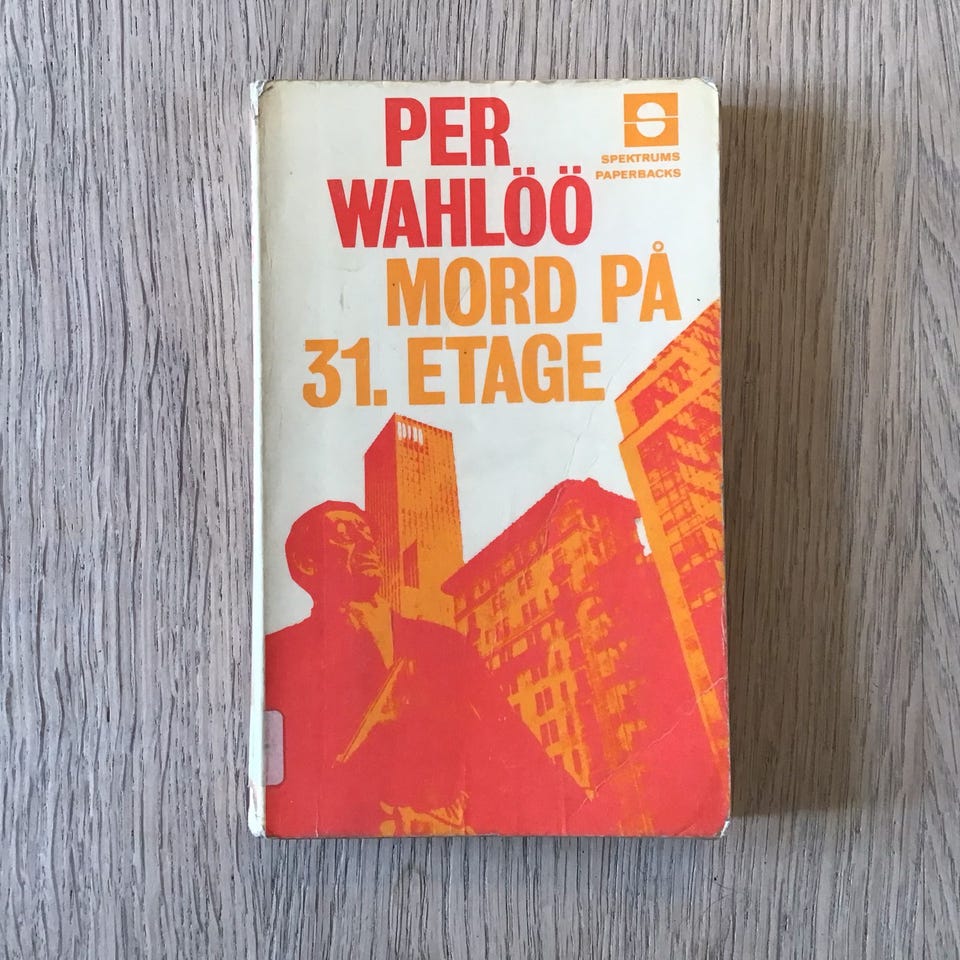 PER
WAHLÖÖ
SPEKTRUMS
PAPERBACKS
MORD PÅ
31. ETAGE